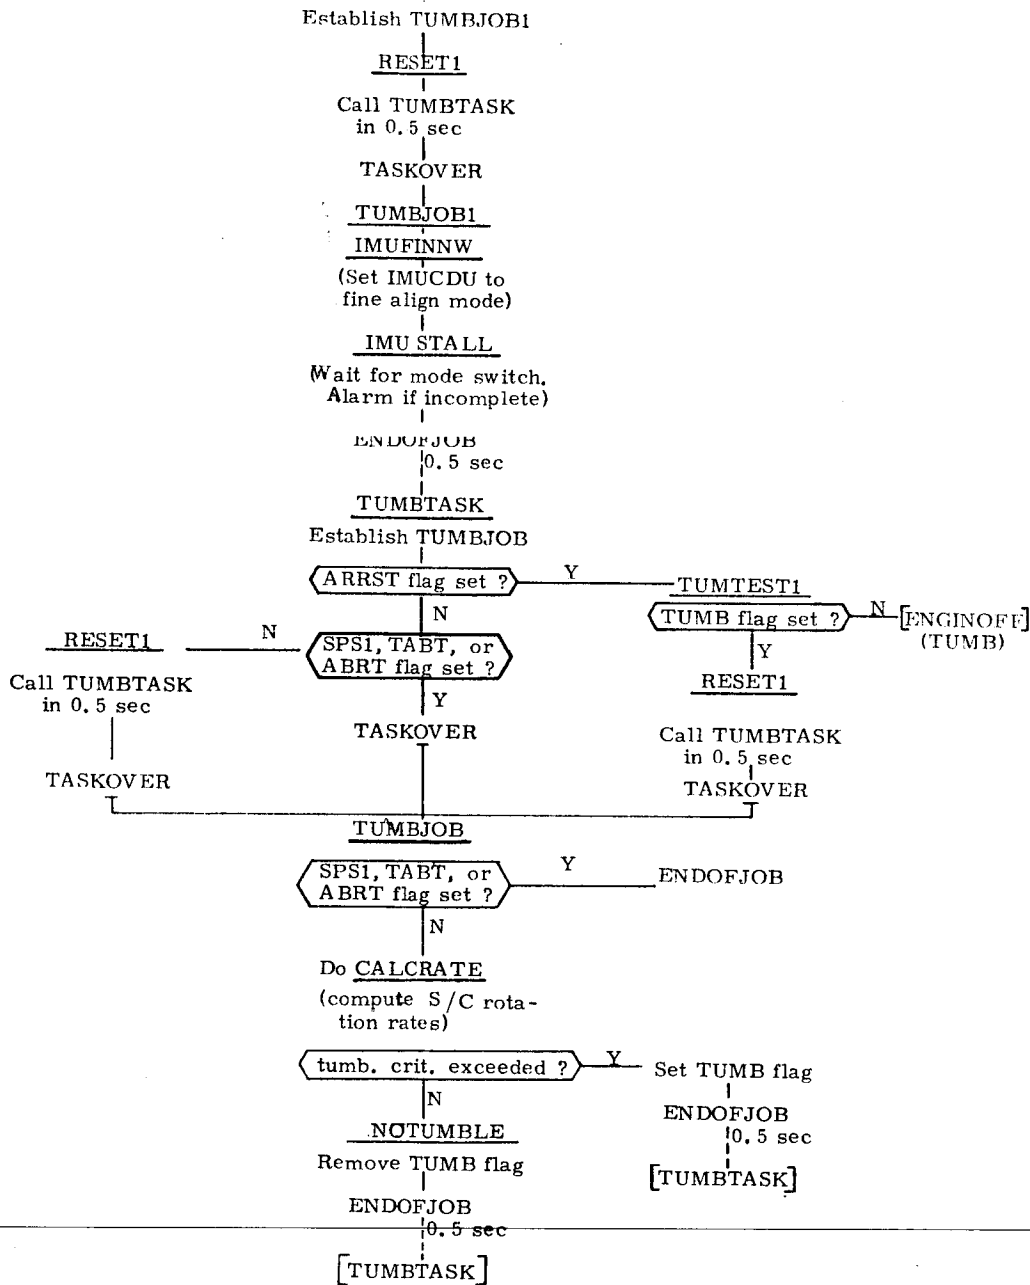 Establish TUMBJOB1
RESET1
Call TUMBTASK
in 0.5 sec
TASKOVER
TUMBJOB1
IMUFINNW
(Set IMUCDU to
fine align mode)
IMU STALL
(Wait for mode switch.
Alarm if incomplete)
ENDOFJOB
0.5 sec
TUMBTASK
Establish TUMBJOB
ARRST flag set ?
Y
TUMTEST1
N
TUMB flag set ?
N
[ENGINOFF]
(TUMB)
RESET1
N
SPS1, TABT, or
ABRT flag set ?
Y
RESET1
Call TUMBTASK
in 0.5 sec
Y
TASKOVER
Call TUMBTASK
in 0.5 sec
TASKOVER
TASKOVER
TUMBJOB
SPS1, TABT, or
ABRT flag set ?
Y
ENDOFJOB
N
Do CALCRATE
(compute S/C rota-
tion rates)
tumb. crit. exceeded ?
Y
Set TUMB flag
N
ENDOFJOB
0.5 sec
NOTUMBLE
Remove TUMB flag
[TUMBTASK]
ENDOFJOB
0.5 sec
[TUMBTASK]